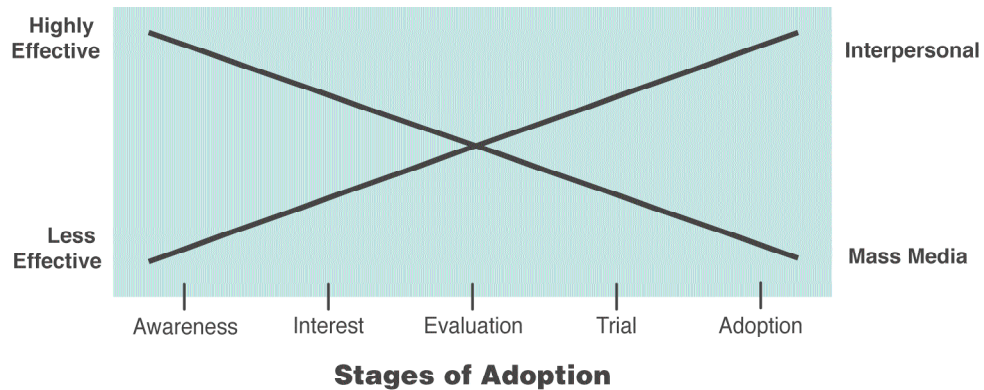 Highly
Effective
Interpersonal
Less
Effective
Mass Media
Awareness
Interest
Evaluation
Trial
Adoption
Stages of Adoption